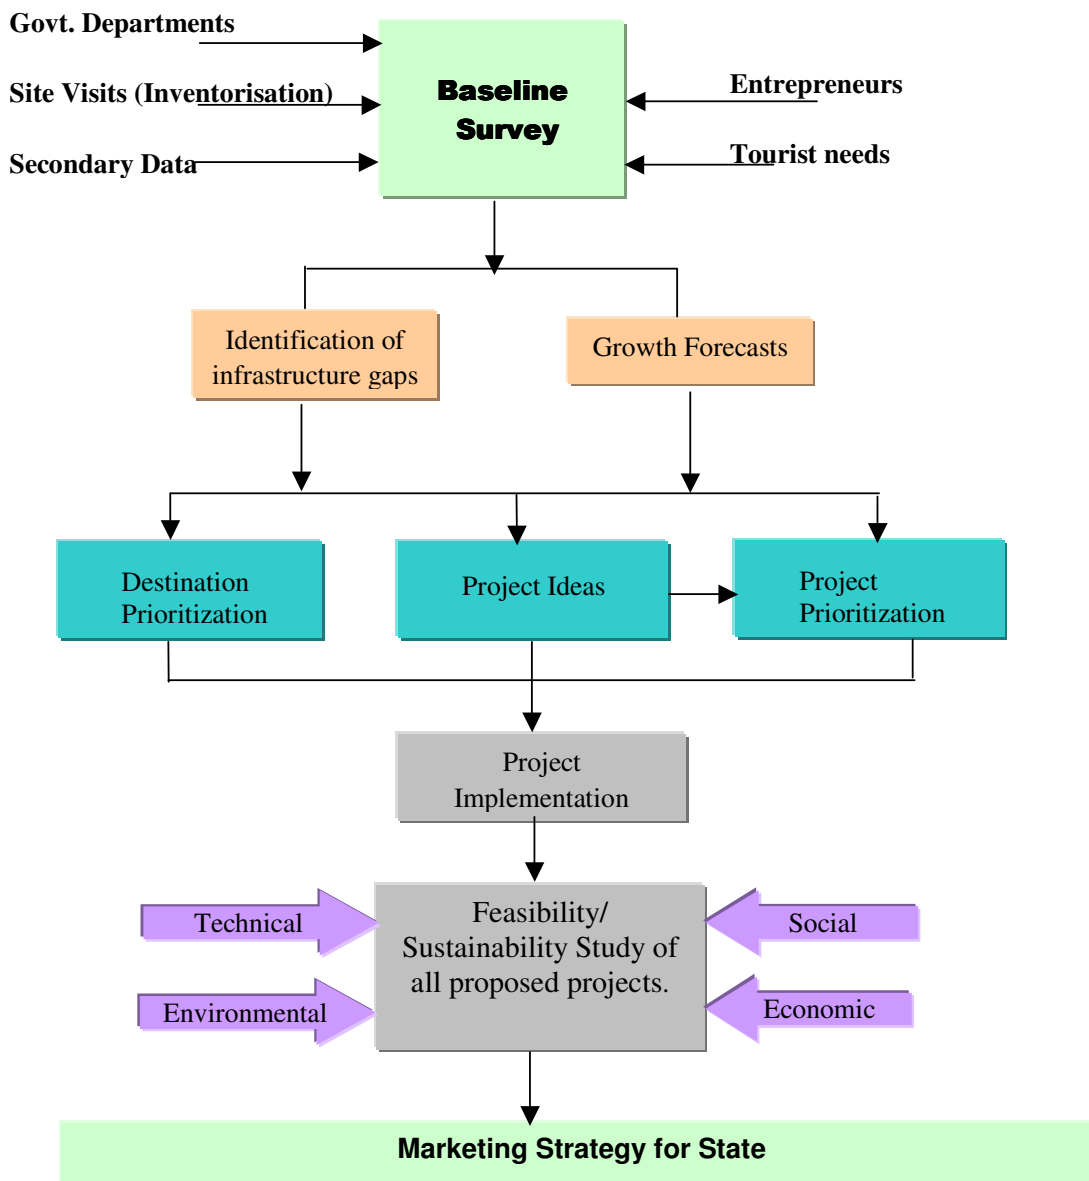 Govt. Departments
Site Visits (Inventorisation)
Secondary Data
Baseline
Survey
Entrepreneurs
Tourist needs
Identification of
infrastructure gaps
Growth Forecasts
Destination
Prioritization
Project Ideas
Project
Prioritization
Project
Implementation
Technical
Environmental
Feasibility/
Sustainability Study of
all proposed projects.
Social
Economic
Marketing Strategy for State